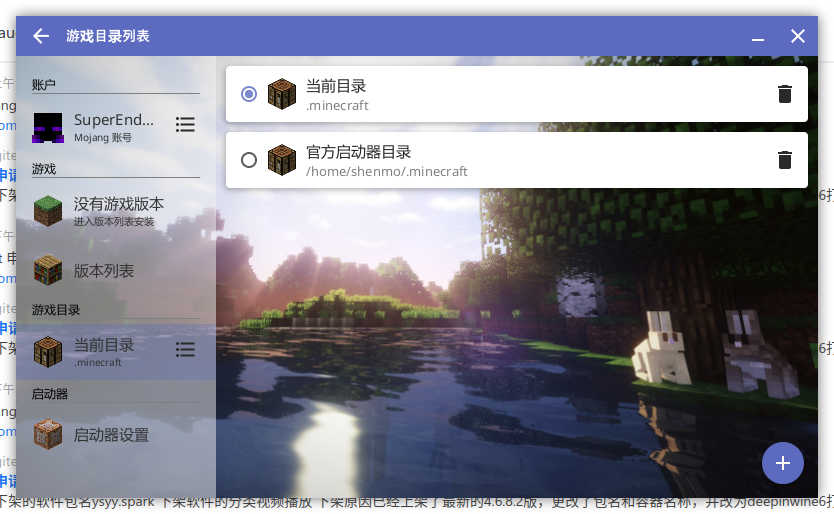 游戏目录列表
账户
SuperEnd...
Mojang 账号
游戏
没有游戏版本
进入版本列表安装
版本列表
游戏目录
当前目录
.minecraft
启动器
启动器设置
当前目录
.minecraft
官方启动器目录
/home/shenmo/.minecraft
下架的软件包名ysyy.spark 下架软件的分类视频播放 下架原因已经上架了最新的4.6.8.2版，更改了包名和容器名称，并改为deepinwine6打